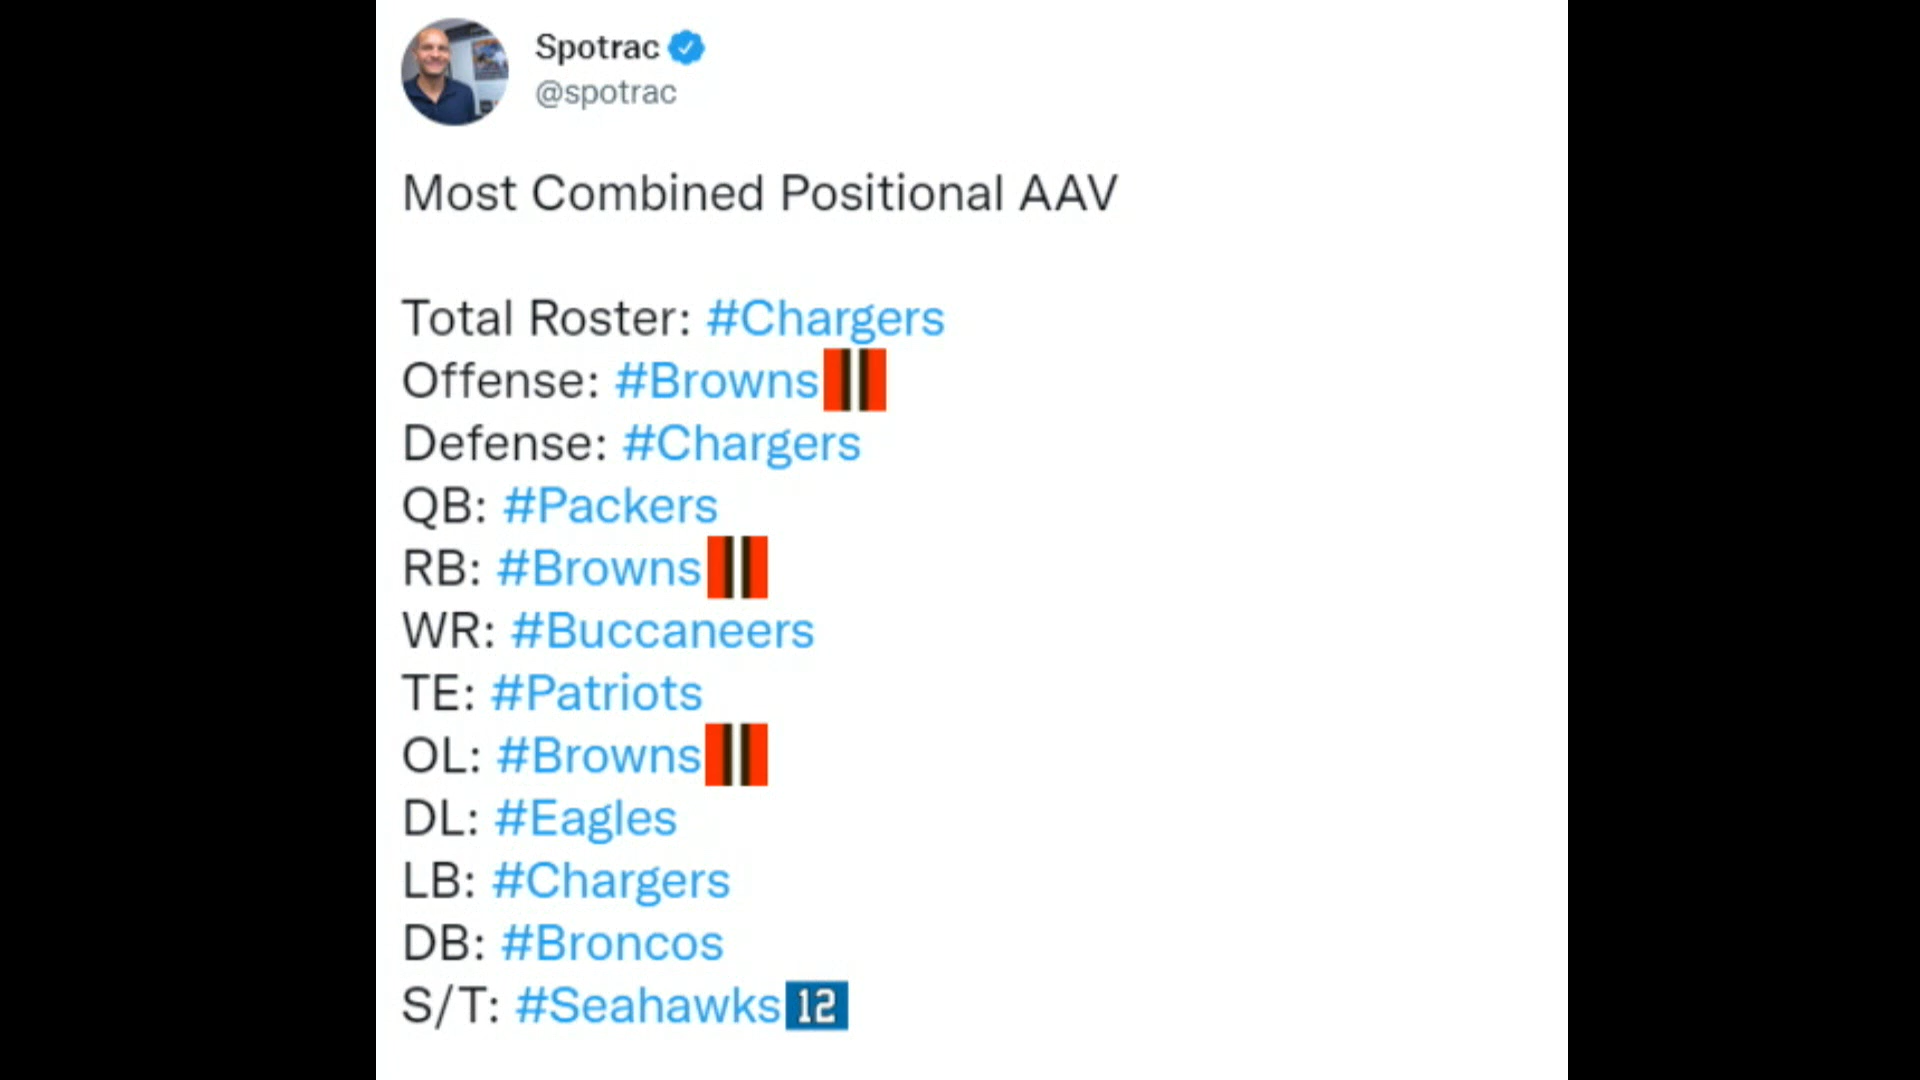 Spotrac
@spotrac
Most Combined Positional AAV
Total Roster: #Chargers
Offense: #Browns
Defense: #Chargers
QB: #Packers
RB: #Browns
WR: #Buccaneers
TE: #Patriots
OL: #Browns
DL: #Eagles
LB: #Chargers
DB: #Broncos
S/T: #Seahawks 12